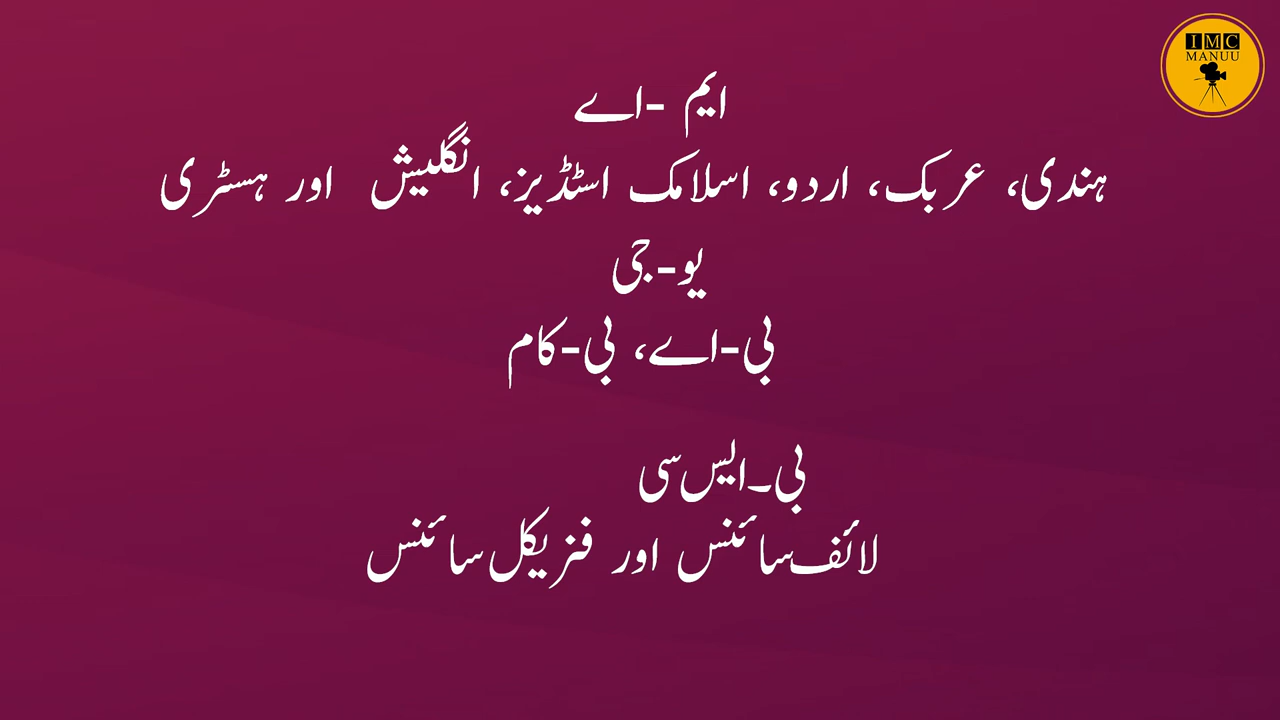 IMC
MANUU
ایم -اے
ہندی، عربک، اردو، اسلامک اسٹڈیز، انگلیش اور ہسٹری
یو-جی
بی-اے، بی-کام
بی۔ایس سی
لائف سائنس اور فزیکل سائنس